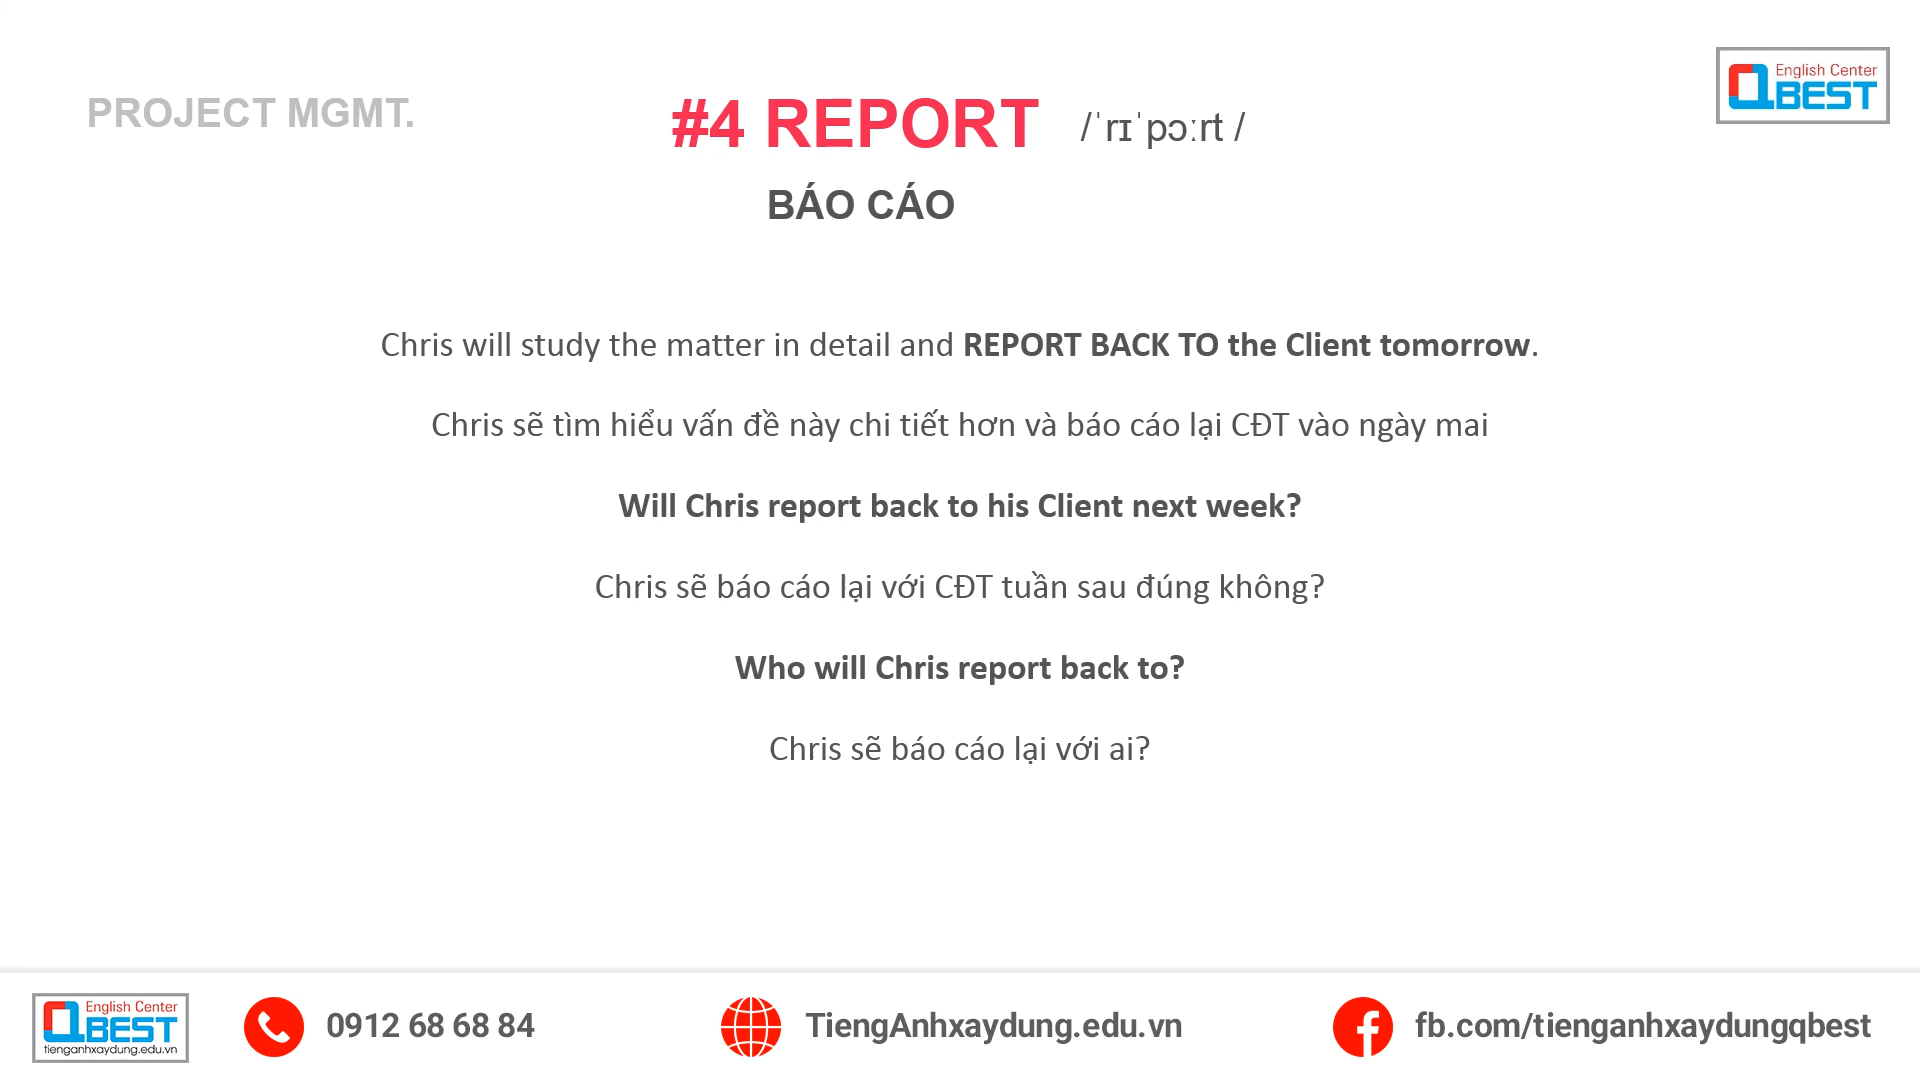 PROJECT MGMT.
#4 REPORT /ˈrɪˈpɔːrt /
BÁO CÁO
English Center
QBEST
Chris will study the matter in detail and REPORT BACK TO the Client tomorrow.
Chris sẽ tìm hiểu vấn đề này chi tiết hơn và báo cáo lại CĐT vào ngày mai
Will Chris report back to his Client next week?
Chris sẽ báo cáo lại với CĐT tuần sau đúng không?
Who will Chris report back to?
Chris sẽ báo cáo lại với ai?
English Center
QBEST
tienganhxaydung.edu.vn
0912 68 68 84
TiengAnhxaydung.edu.vn
fb.com/tienganhxaydungqbest